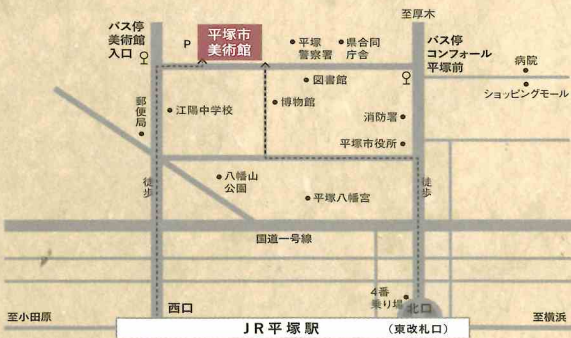 至厚木
バス停
美術館
入口
P
平塚市
美術館
平塚
警察署
県合同
庁舎
バス停
コンフォール
平塚前
病院
ショッピングモール
図書館
博物館
郵便局
江陽中学校
消防署
平塚市役所
徒歩
八幡山
公園
平塚八幡宮
徒歩
国道一号線
4番
乗り場
西口
北口
至小田原
至横浜
JR平塚駅
(東改札口)